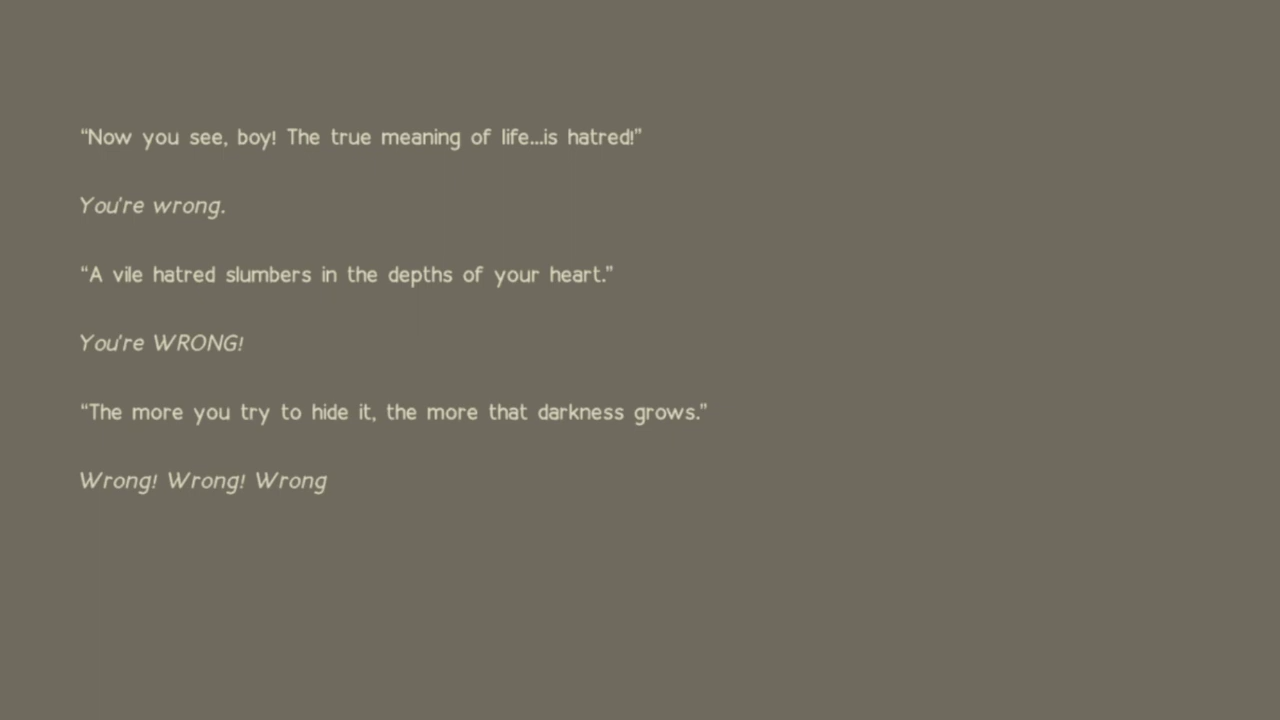 “Now you see, boy! The true meaning of life...is hatred!”
You're wrong.
“A vile hatred slumbers in the depths of your heart.”
You're WRONG!
“The more you try to hide it, the more that darkness grows.”
Wrong! Wrong! Wrong